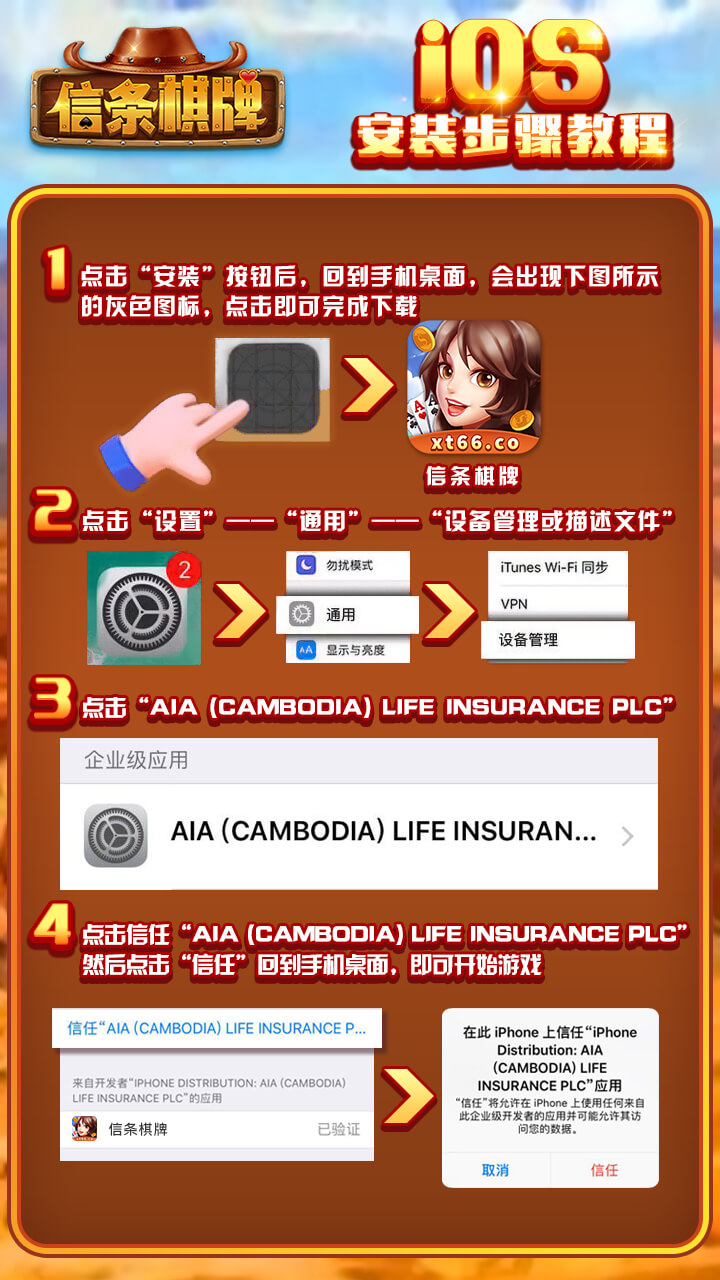 信条棋牌
iOS
安装步骤教程
1 点击“安装”按钮后，回到手机桌面，会出现下图所示
的灰色图标，点击即可完成下载
xt66.co
信条棋牌
2 点击“设置”——“通用”——“设备管理或描述文件”
2
勿扰模式
通用
AA 显示与亮度
iTunes Wi-Fi 同步
VPN
设备管理
3 点击“AIA (CAMBODIA) LIFE INSURANCE PLC”
企业级应用
AIA (CAMBODIA) LIFE INSURAN...
4 点击信任“AIA (CAMBODIA) LIFE INSURANCE PLC”
然后点击“信任”回到手机桌面，即可开始游戏
信任“AIA (CAMBODIA) LIFE INSURANCE P...
来自开发者“IPHONE DISTRIBUTION: AIA (CAMBODIA)
LIFE INSURANCE PLC”的应用
信条棋牌 已验证
在此 iPhone 上信任“iPhone
Distribution: AIA
(CAMBODIA) LIFE
INSURANCE PLC”应用
“信任”将允许在 iPhone 上使用任何来自
此企业级开发者的应用并可能允许其访
问您的数据。
取消 信任